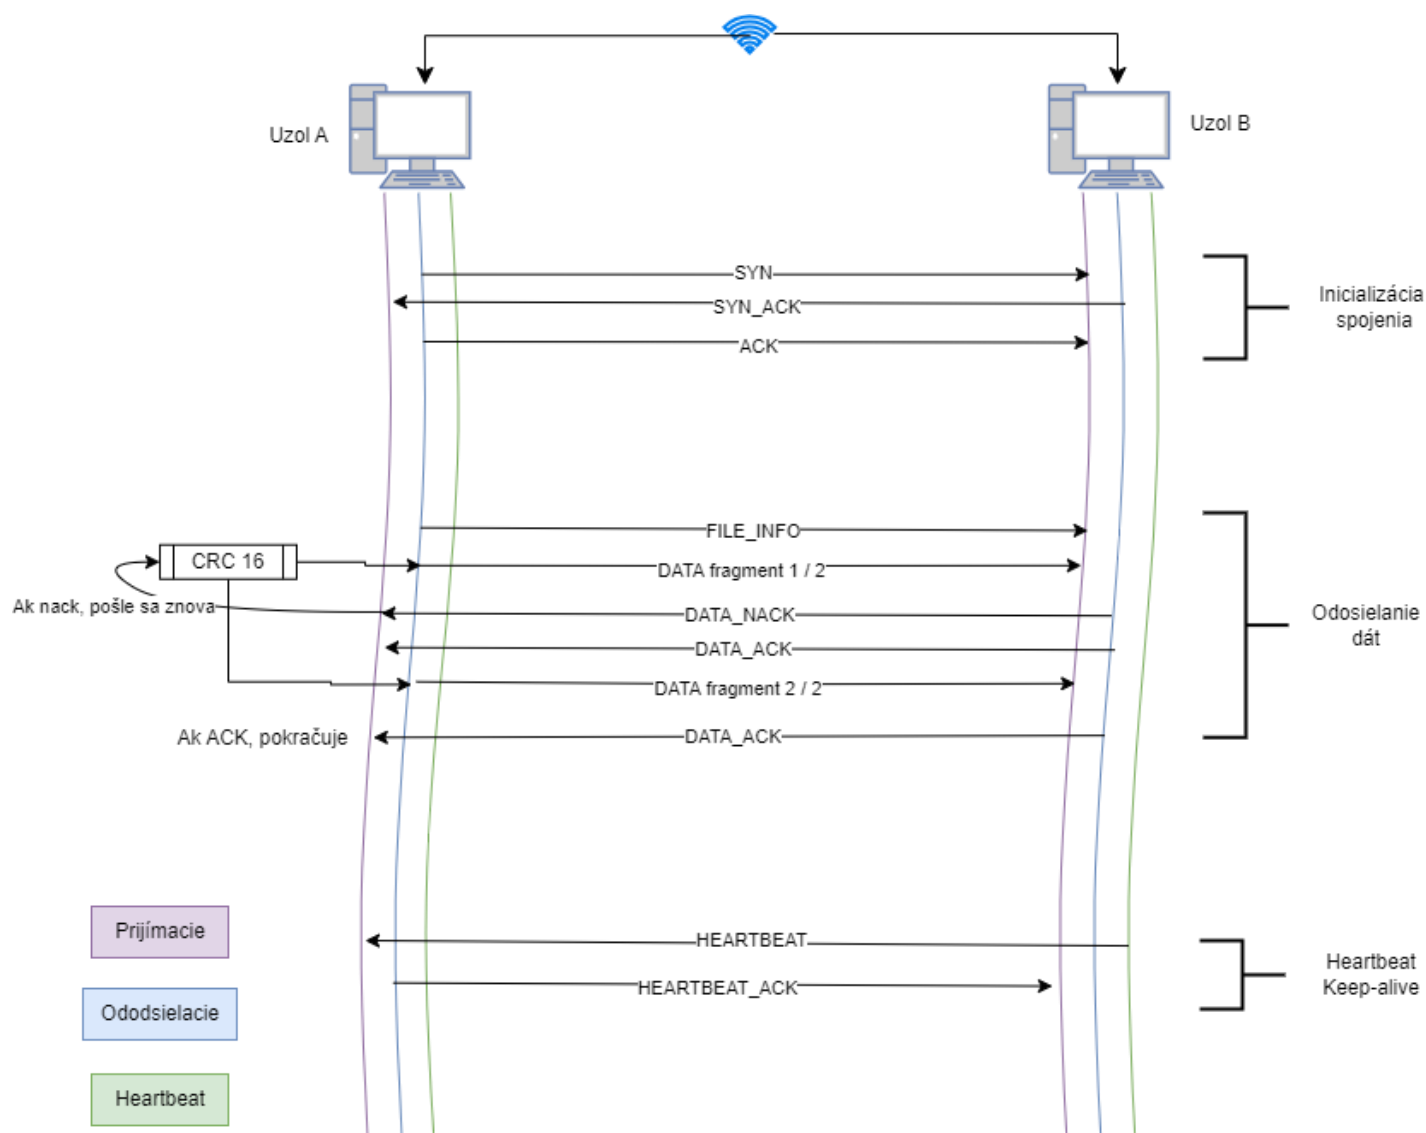 Uzol A
Uzol B
SYN
SYN_ACK
ACK
Inicializácia
spojenia
FILE_INFO
CRC 16
DATA fragment 1 / 2
Ak nack, pošle sa znova
DATA_NACK
DATA_ACK
Odosielanie
dát
DATA fragment 2 / 2
Ak ACK, pokračuje
DATA_ACK
Prijímacie
HEARTBEAT
HEARTBEAT_ACK
Heartbeat
Keep-alive
Ododsielacie
Heartbeat